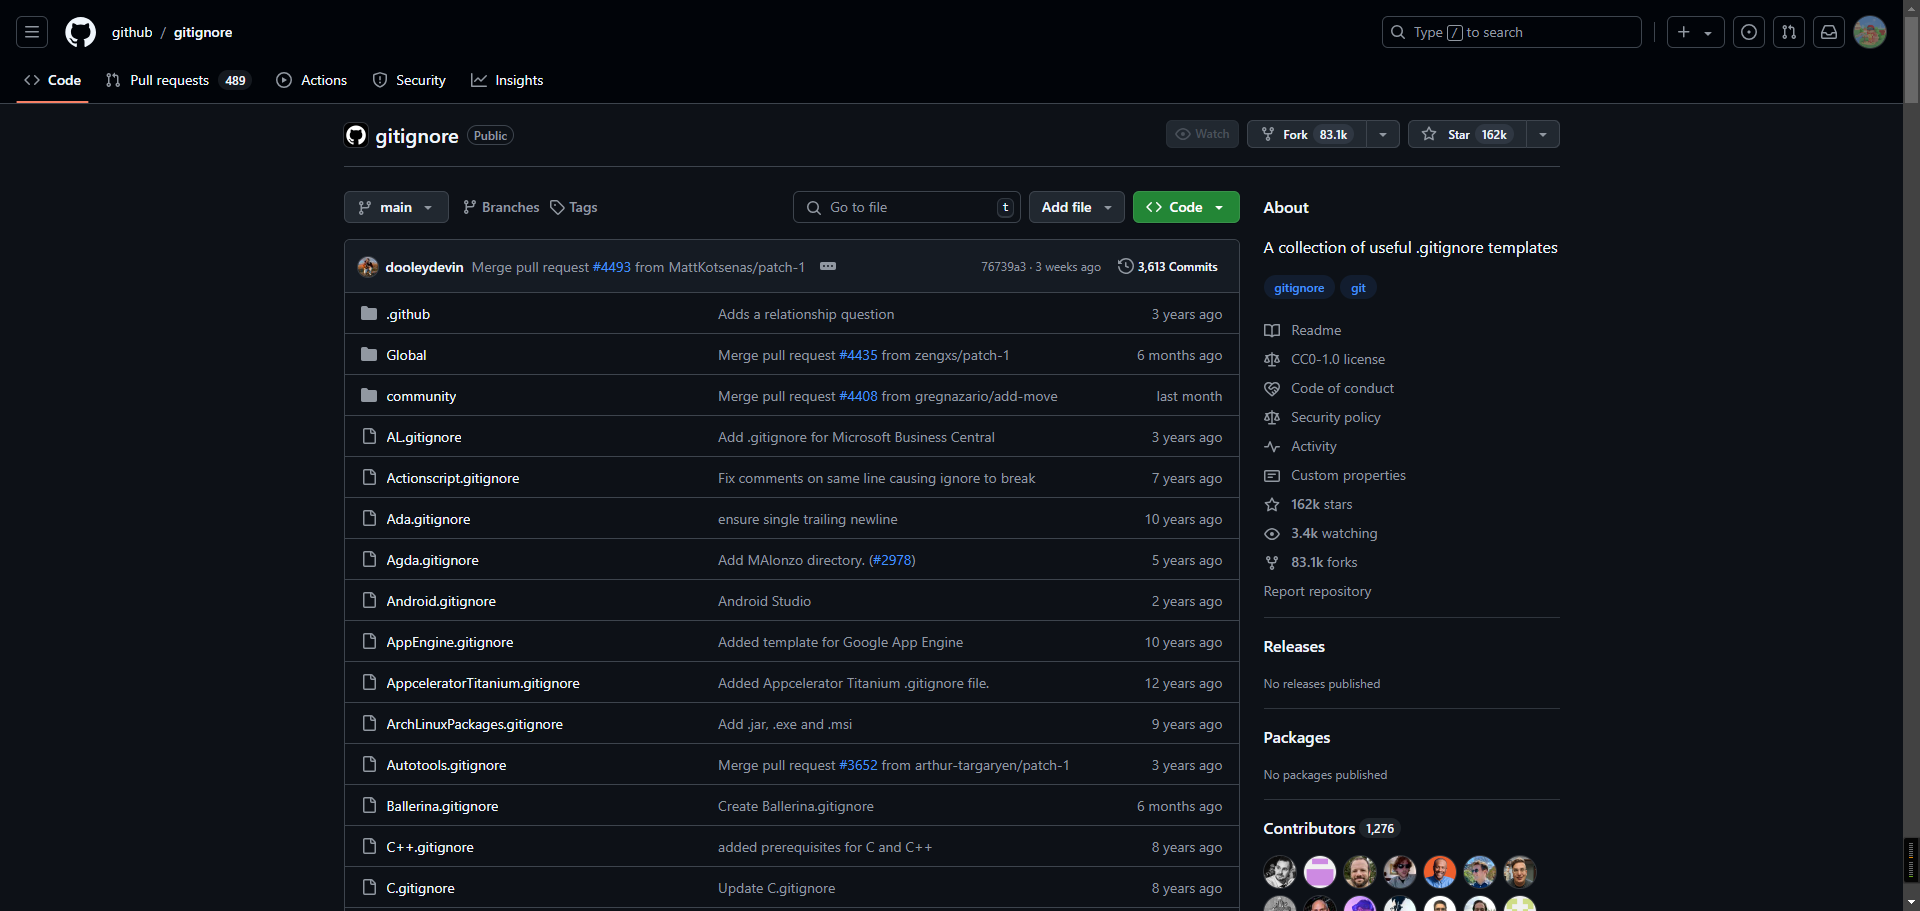 github / gitignore
Type / to search
Code
Pull requests 489
Actions
Security
Insights
gitignore Public
Watch
Fork 83.1k
Star 162k
main
Branches
Tags
Go to file t
Add file
Code
dooleydevin Merge pull request #4493 from MattKotsenas/patch-1 76739a3 · 3 weeks ago 3,613 Commits
.github Adds a relationship question 3 years ago
Global Merge pull request #4435 from zengxs/patch-1 6 months ago
community Merge pull request #4408 from gregnazario/add-move last month
AL.gitignore Add .gitignore for Microsoft Business Central 3 years ago
Actionscript.gitignore Fix comments on same line causing ignore to break 7 years ago
Ada.gitignore ensure single trailing newline 10 years ago
Agda.gitignore Add MAlonzo directory. (#2978) 5 years ago
Android.gitignore Android Studio 2 years ago
AppEngine.gitignore Added template for Google App Engine 10 years ago
AppceleratorTitanium.gitignore Added Appcelerator Titanium .gitignore file. 12 years ago
ArchLinuxPackages.gitignore Add .jar, .exe and .msi 9 years ago
Autotools.gitignore Merge pull request #3652 from arthur-targaryen/patch-1 3 years ago
Ballerina.gitignore Create Ballerina.gitignore 6 months ago
C++.gitignore added prerequisites for C and C++ 8 years ago
C.gitignore Update C.gitignore 8 years ago
About
A collection of useful .gitignore templates
gitignore git
Readme
CC0-1.0 license
Code of conduct
Security policy
Activity
Custom properties
162k stars
3.4k watching
83.1k forks
Report repository
Releases
No releases published
Packages
No packages published
Contributors 1,276